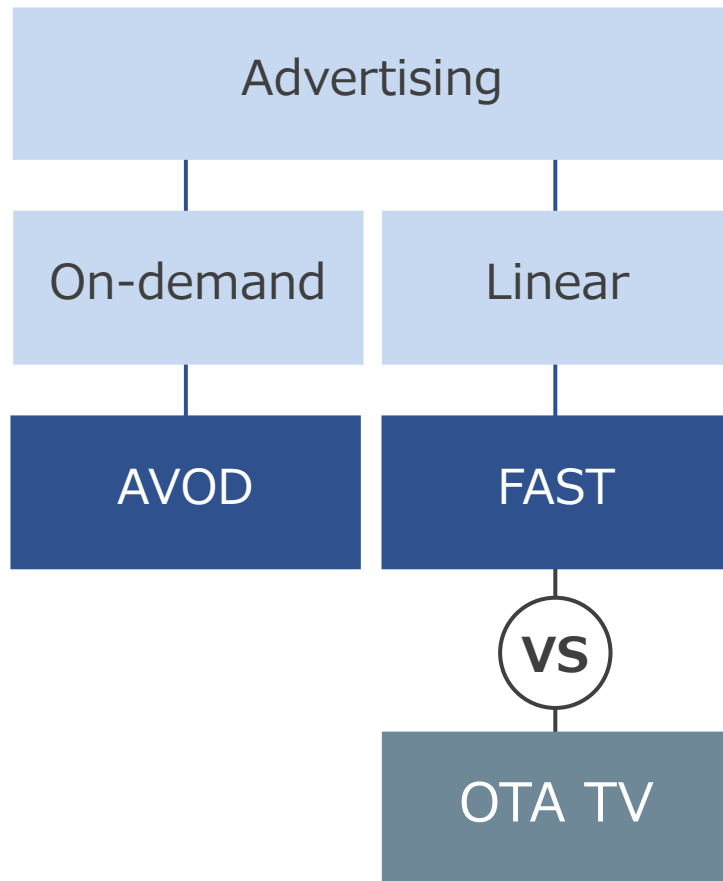 Advertising
On-demand
Linear
AVOD
FAST
VS
OTA TV